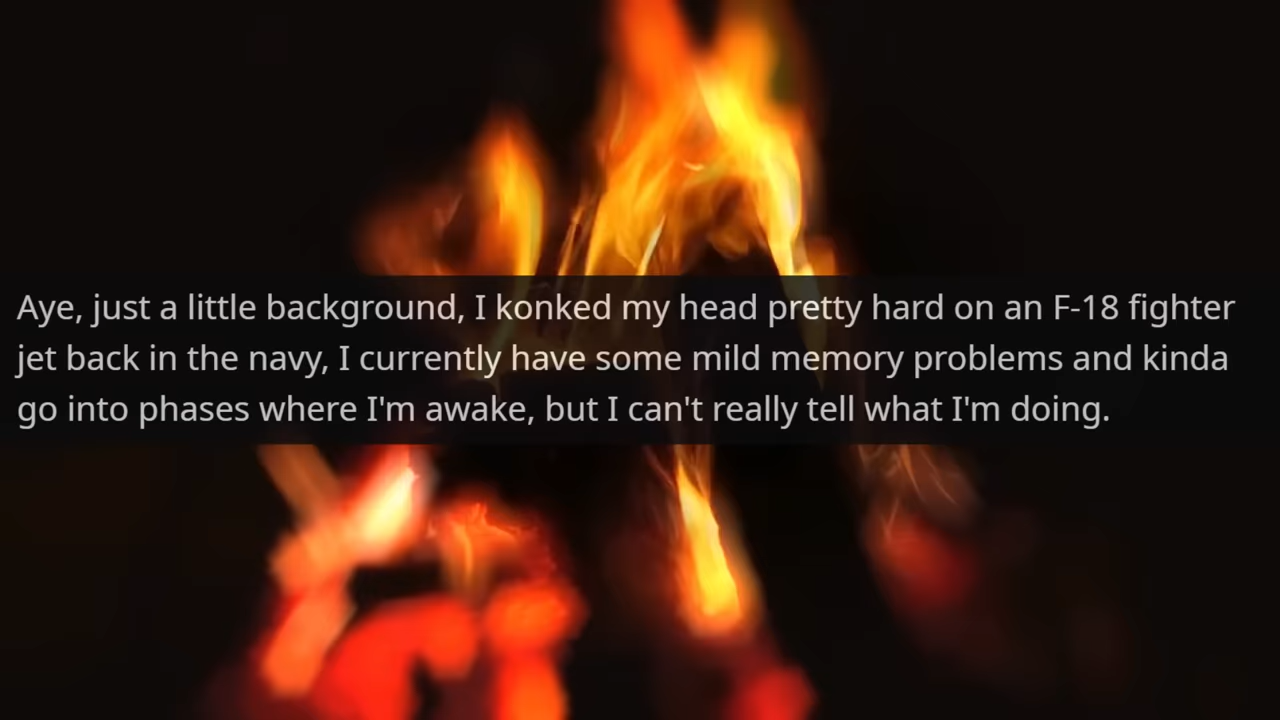 Aye, just a little background, I konked my head pretty hard on an F-18 fighter
jet back in the navy, I currently have some mild memory problems and kinda
go into phases where I'm awake, but I can't really tell what I'm doing.